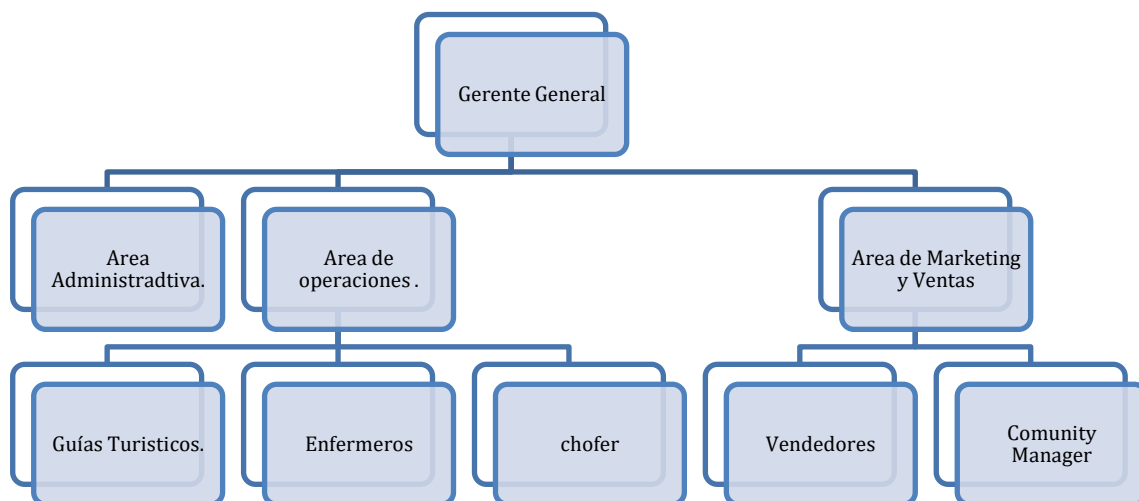 Gerente General
Area
Administradtiva.
Area de
operaciones .
Area de Marketing
y Ventas
Guías Turisticos.
Enfermeros
chofer
Vendedores
Comunity
Manager